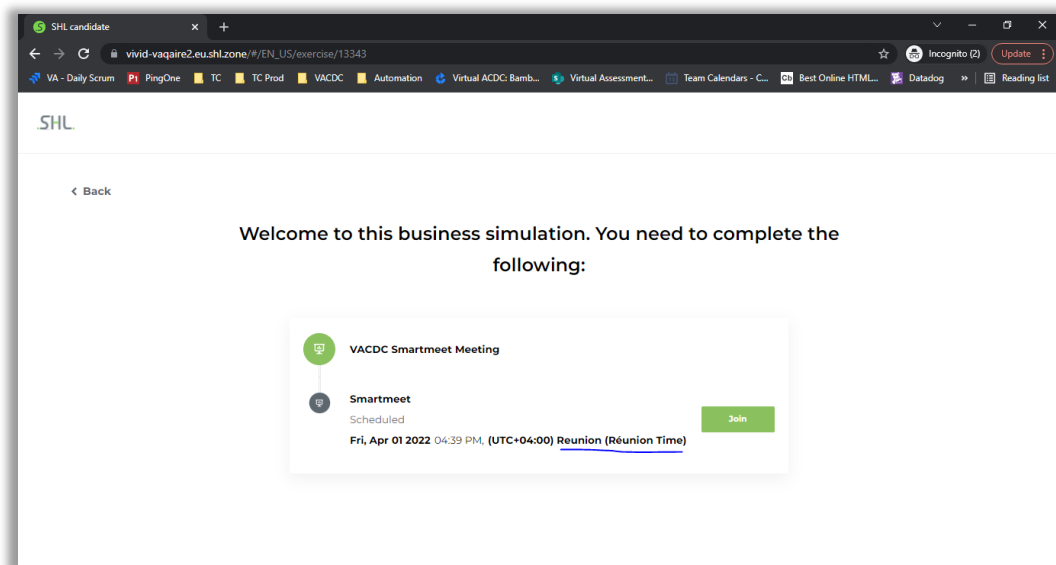 SHL candidate
vivid-vaqaire2.eu.shl.zone/#/EN_US/exercise/13343
Incognito (2)
Update
VA - Daily Scrum
P1 PingOne
TC
TC Prod
VACDC
Automation
Virtual ACDC: Bamb...
Virtual Assessment...
Team Calendars - C...
Cb Best Online HTML...
Datadog
»
Reading list
SHL
Back
Welcome to this business simulation. You need to complete the
following:
VACDC Smartmeet Meeting
Smartmeet
Scheduled
Join
Fri, Apr 01 2022 04:39 PM, (UTC+04:00) Reunion (Réunion Time)